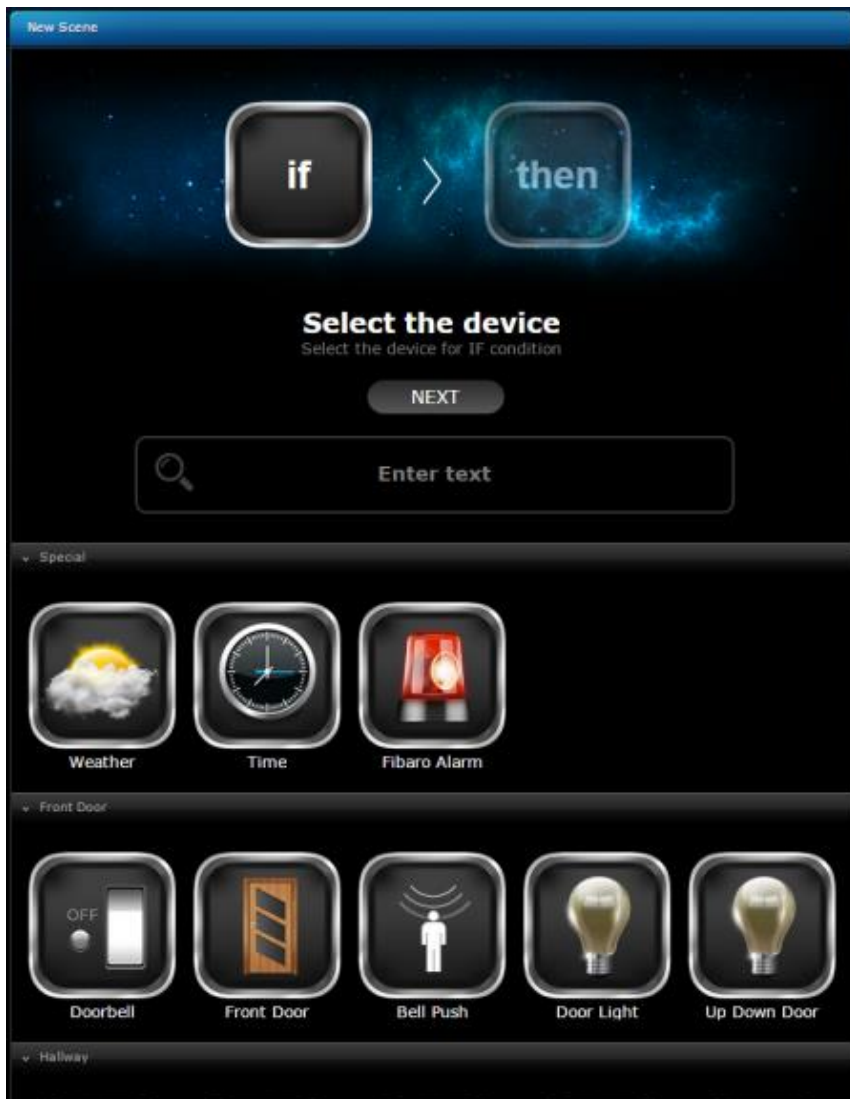 New Scene
if
then
Select the device
Select the device for IF condition
NEXT
Enter text
Special
Weather
Time
Fibaro Alarm
Front Door
OFF
Doorbell
Front Door
Bell Push
Door Light
Up Down Door
Hallway